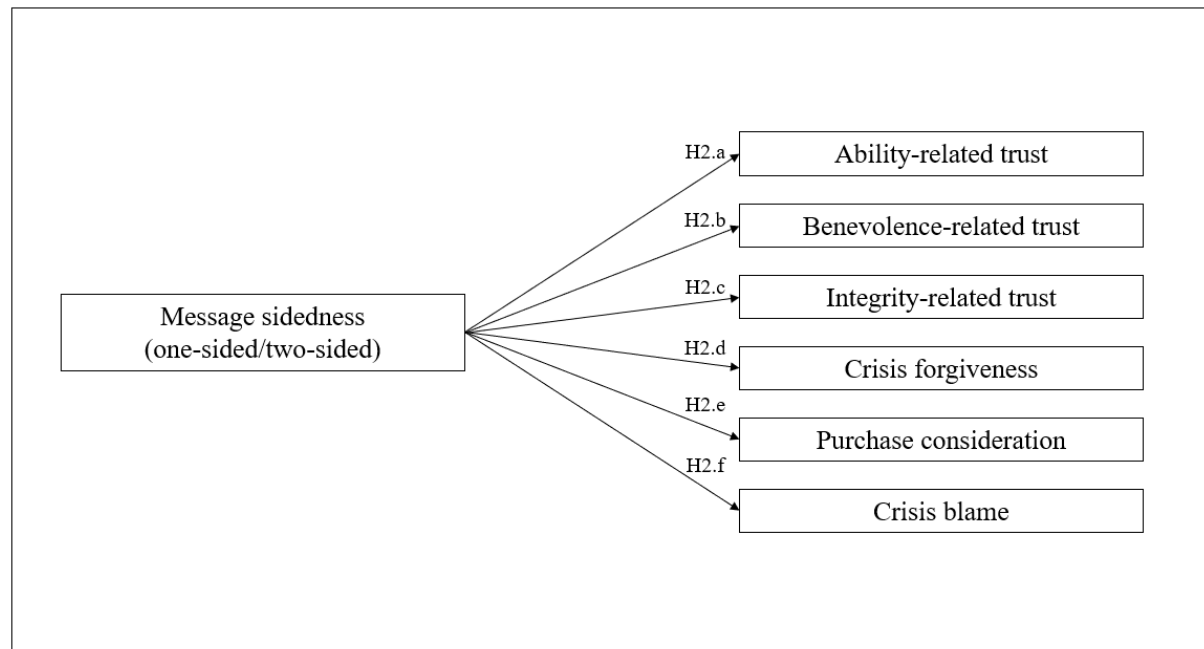 H2.a
Ability-related trust
H2.b
Benevolence-related trust
H2.c
Integrity-related trust
Message sidedness
(one-sided/two-sided)
H2.d
Crisis forgiveness
H2.e
Purchase consideration
H2.f
Crisis blame